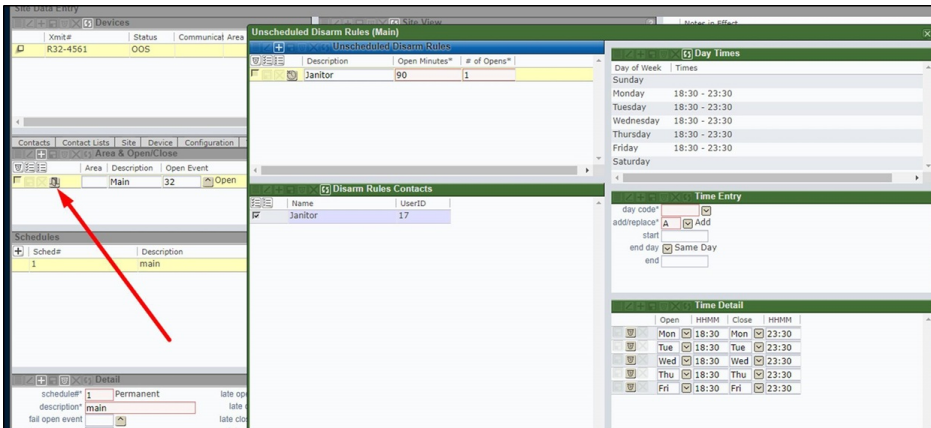 Site Data Entry
Devices
Xmit# Status Communicat Area
R32-4561 OOS
Contacts Contact Lists Site Device Configuration
Area & Open/Close
Area Description Open Event
Main 32 Open
Schedules
Sched# Description
1 main
Detail
schedule#* 1 Permanent
description* main
fail open event
late clo
Site View
Notes in Effect
Unscheduled Disarm Rules (Main)
Unscheduled Disarm Rules
Description Open Minutes* # of Opens*
Janitor 90 1
Disarm Rules Contacts
Name UserID
Janitor 17
Day Times
Day of Week Times
Sunday
Monday 18:30 - 23:30
Tuesday 18:30 - 23:30
Wednesday 18:30 - 23:30
Thursday 18:30 - 23:30
Friday 18:30 - 23:30
Saturday
Time Entry
day code*
add/replace* A Add
start
end day Same Day
end
Time Detail
Open HHMM Close HHMM
Mon 18:30 Mon 23:30
Tue 18:30 Tue 23:30
Wed 18:30 Wed 23:30
Thu 18:30 Thu 23:30
Fri 18:30 Fri 23:30